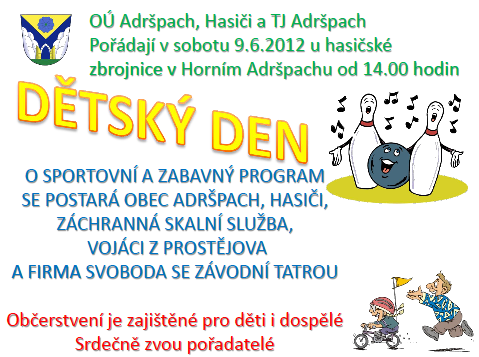 OÚ Adršpach, Hasiči a TJ Adršpach
Pořádají v sobotu 9.6.2012 u hasičské
zbrojnice v Horním Adršpachu od 14.00 hodin
DĚTSKÝ DEN
O SPORTOVNÍ A ZABAVNÝ PROGRAM
SE POSTARÁ OBEC ADRŠPACH, HASIČI,
ZÁCHRANNÁ SKALNÍ SLUŽBA,
VOJÁCI Z PROSTĚJOVA
A FIRMA SVOBODA SE ZÁVODNÍ TATROU
Občerstvení je zajištěné pro děti i dospělé
Srdečně zvou pořadatelé